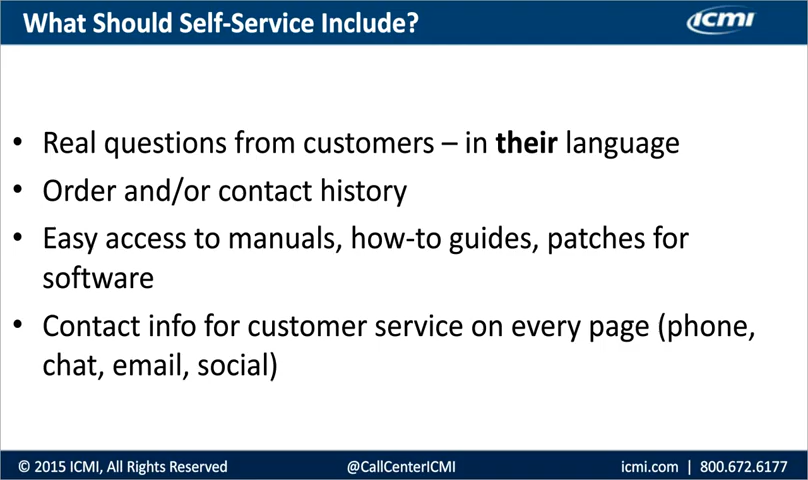 What Should Self-Service Include?
icmi
• Real questions from customers – in their language
• Order and/or contact history
• Easy access to manuals, how-to guides, patches for
software
• Contact info for customer service on every page (phone,
chat, email, social)
© 2015 ICMI, All Rights Reserved
@CallCenterICMI
icmi.com | 800.672.6177